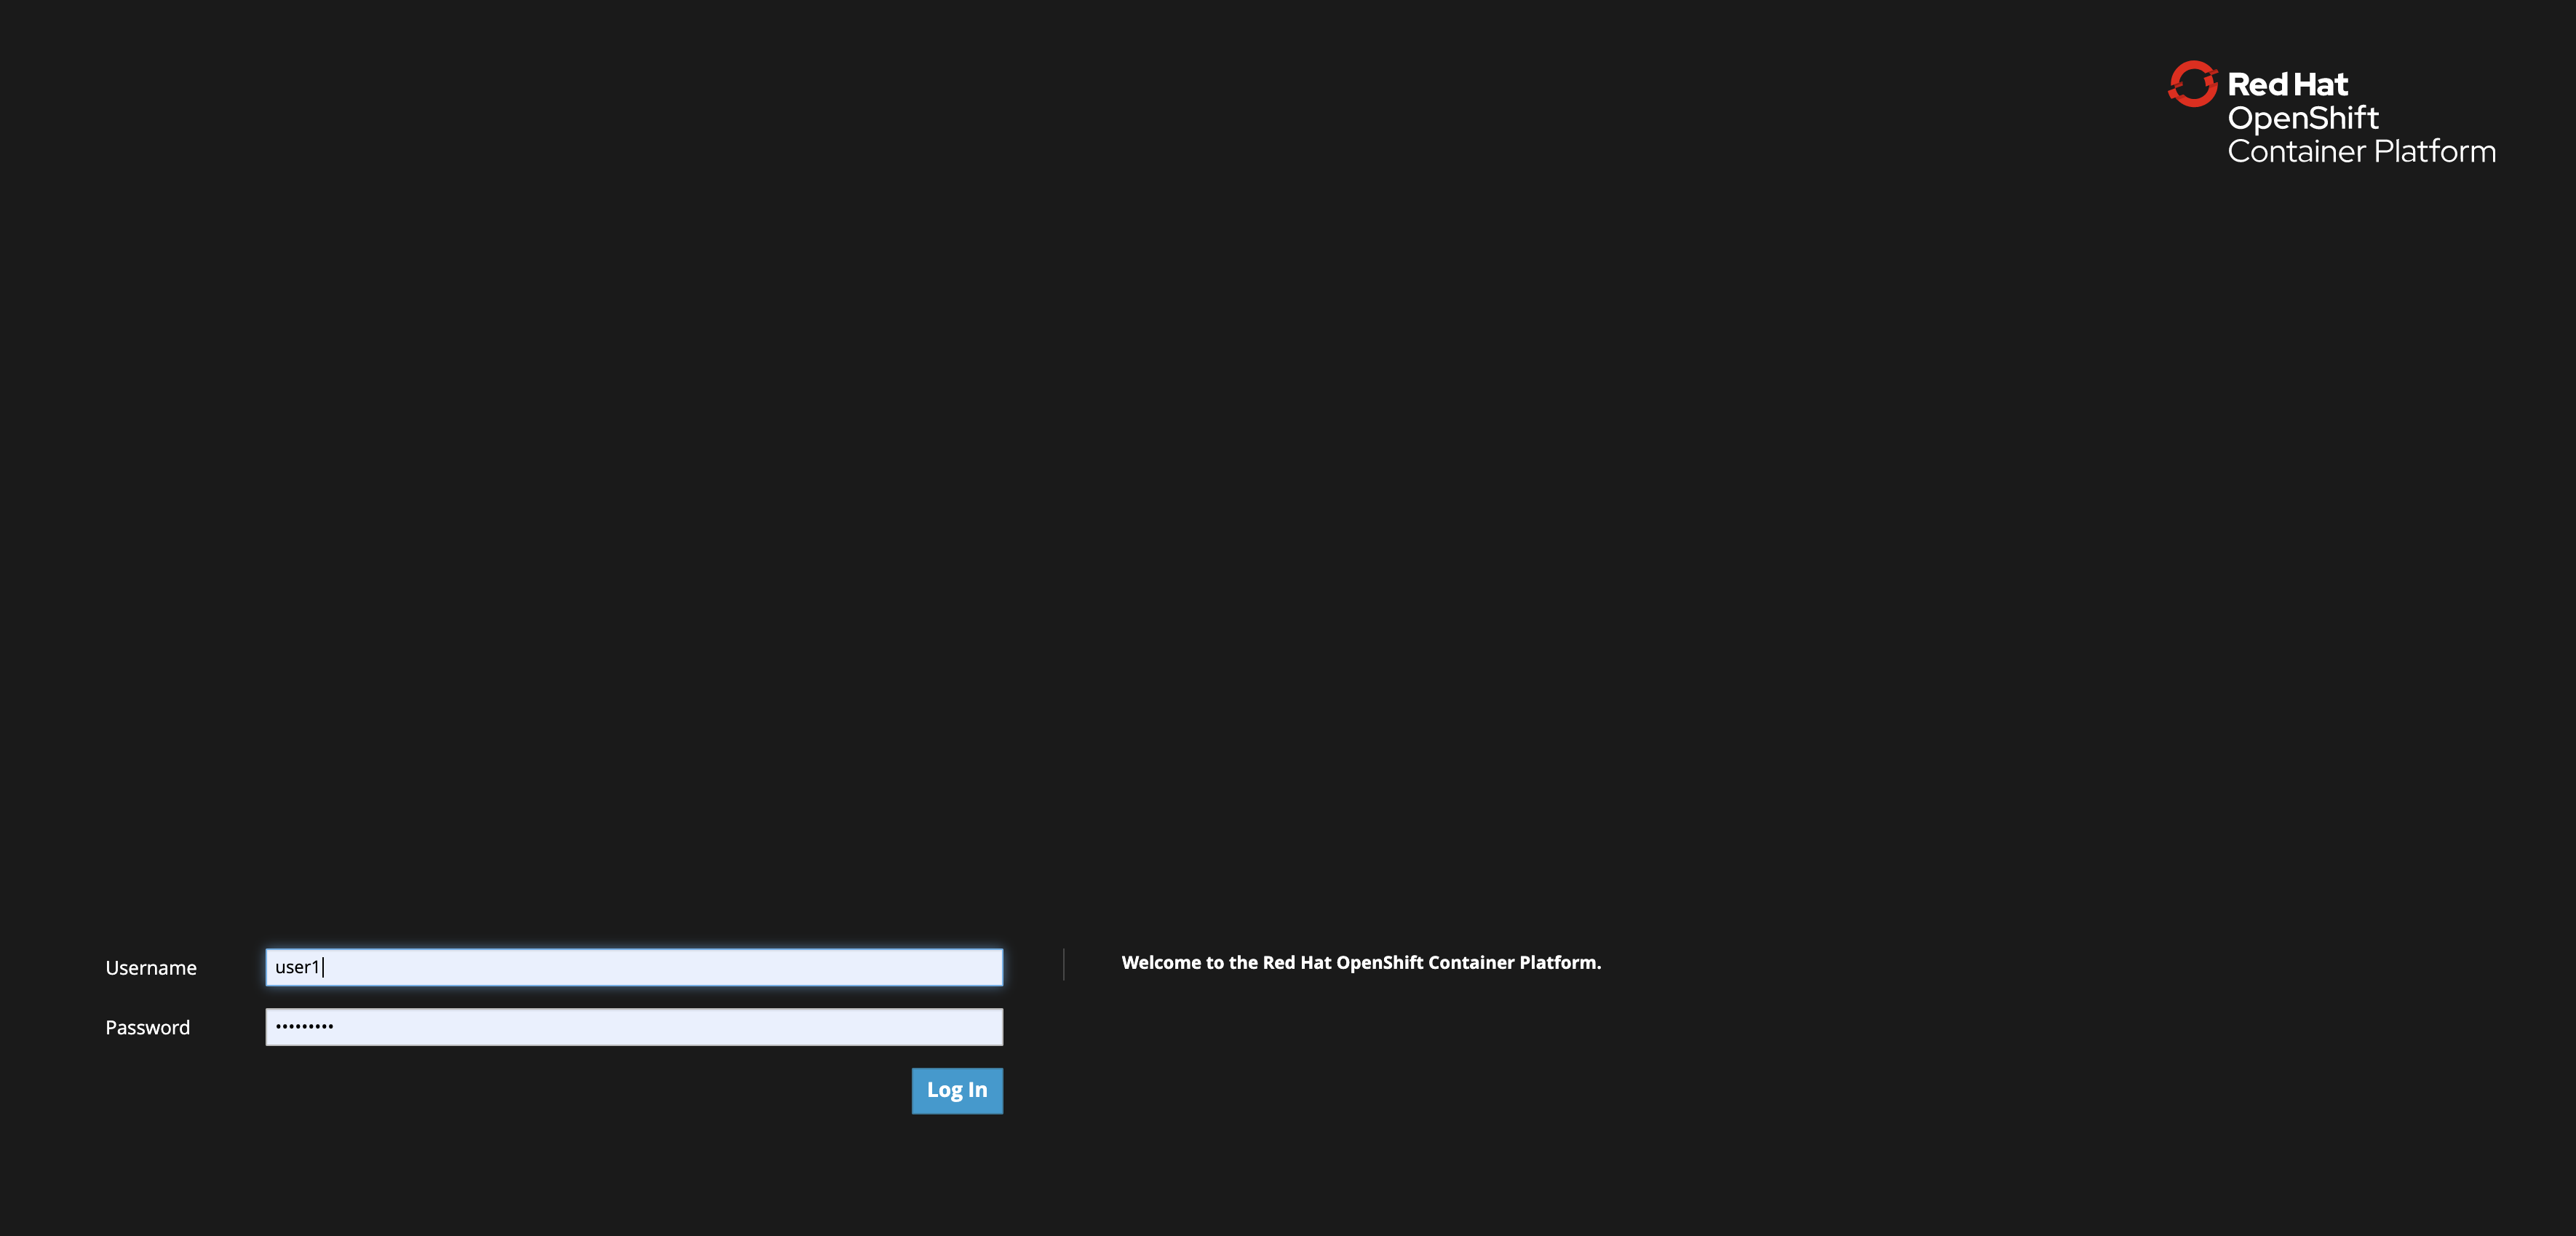 Red Hat
OpenShift
Container Platform
Username
user1
Welcome to the Red Hat OpenShift Container Platform.
Password
•••••••••
Log In